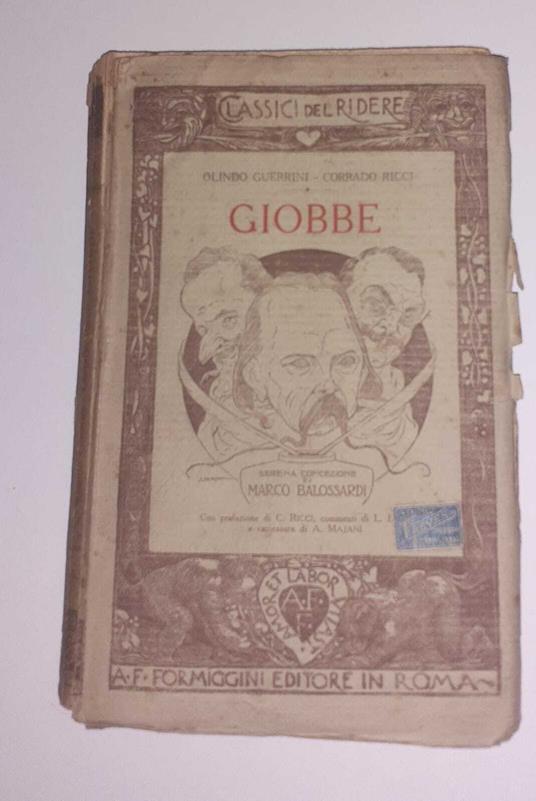 CLASSICI DEL RIDERE
OLINDO GUERRINI - CORRADO RICCI
GIOBBE
SERENA CONCEZIONE
DI
MARCO BALOSSARDI
Con prefazione di C. RICCI, commenti di L.
e caricature di A. MAJANI
AMOR ET LABOR VITAST
A. F.
F.
A. F. FORMIGGINI EDITORE IN ROMA